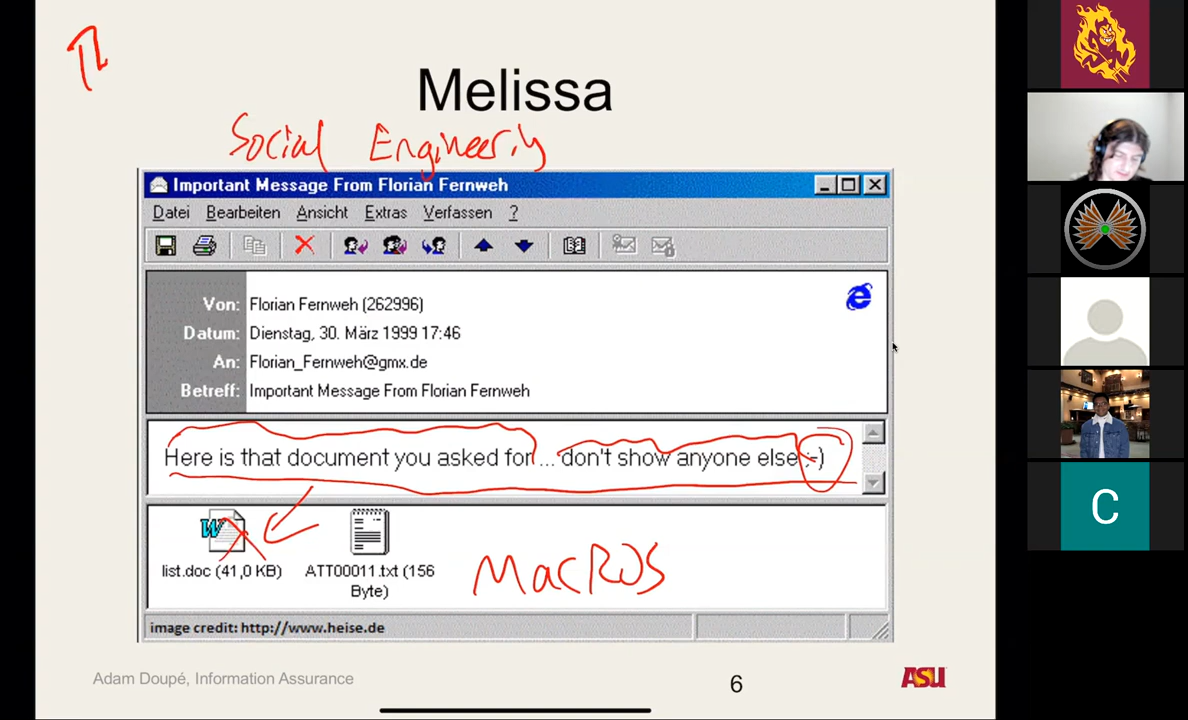 Melissa
Social Engineering
Important Message From Florian Fernweh
Datei Bearbeiten Ansicht Extras Verfassen ?
Von: Florian Fernweh (262996)
Datum: Dienstag, 30. März 1999 17:46
An: Florian_Fernweh@gmx.de
Betreff: Important Message From Florian Fernweh
Here is that document you asked for ... don't show anyone else ;-)
W
list.doc (41,0 KB)
ATT00011.txt (156
Byte)
MacROS
image credit: http://www.heise.de
Adam Doupé, Information Assurance
6
ASU
C